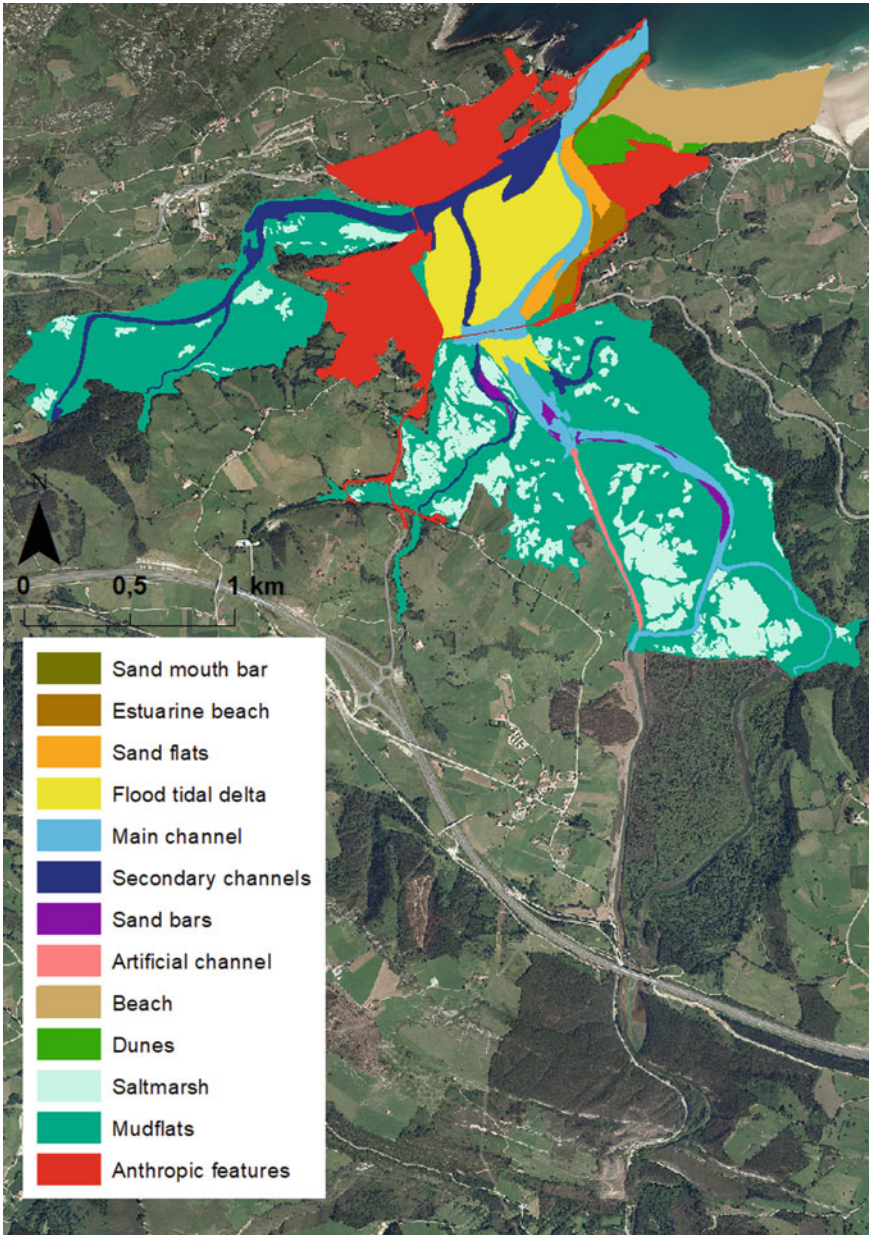 N
0 0,5 1 km
Sand mouth bar
Estuarine beach
Sand flats
Flood tidal delta
Main channel
Secondary channels
Sand bars
Artificial channel
Beach
Dunes
Saltmarsh
Mudflats
Anthropic features